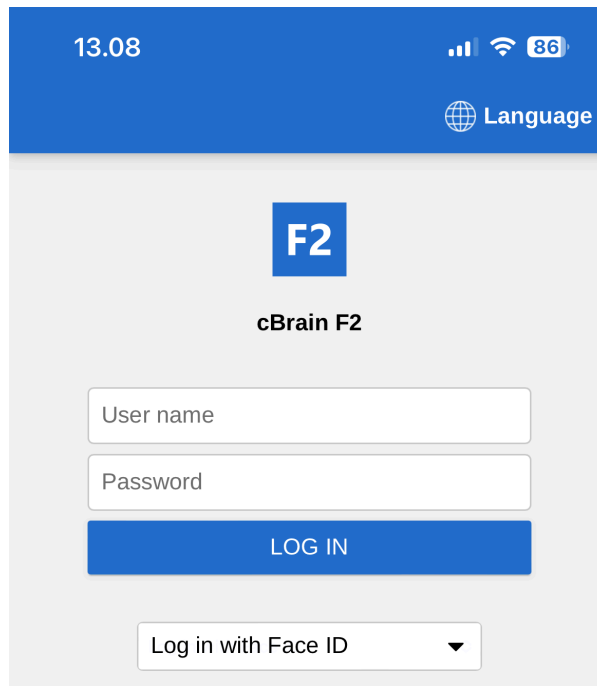 13.08
86
Language
F2
cBrain F2
User name
Password
LOG IN
Log in with Face ID